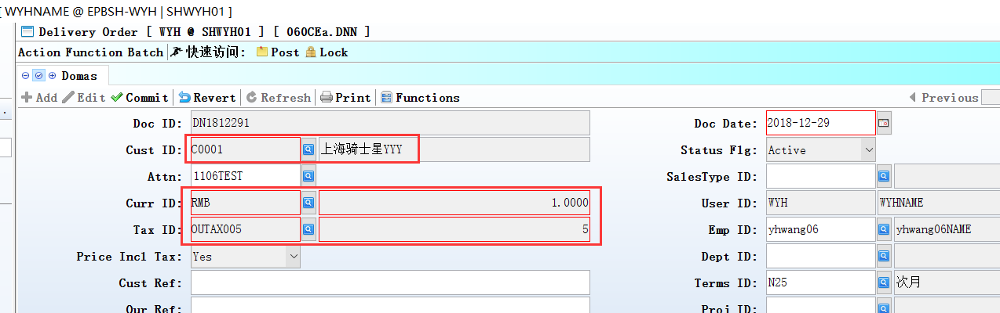 [ WYHNAME @ EPBSH-WYH | SHWYH01 ]
Delivery Order [ WYH @ SHWYH01 ] [ 060CEa.DNN ]
Action Function Batch 快速访问: Post Lock
Domas
Add Edit Commit Revert Refresh Print Functions Previous
Doc ID: DN1812291 Doc Date: 2018-12-29
Cust ID: C0001 上海骑士星YYY Status Flg: Active
Attn: 1106TEST SalesType ID:
Curr ID: RMB 1.0000 User ID: WYH WYHNAME
Tax ID: OUTAX005 5 Emp ID: yhwang06 yhwang06NAME
Price Incl Tax: Yes Dept ID:
Cust Ref: Terms ID: N25 次月
Our Ref: Proj ID: